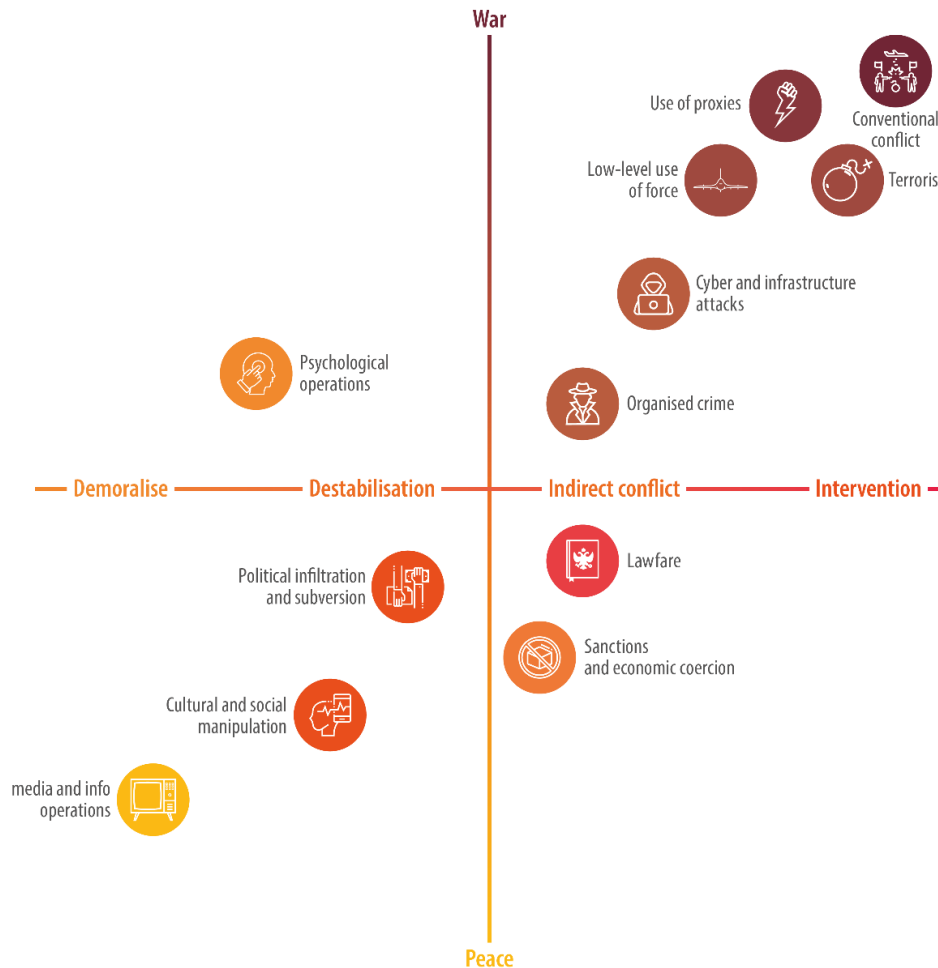 War
Use of proxies
Conventional
conflict
Low-level use
of force
Terroris
Cyber and infrastructure
attacks
Psychological
operations
Organised crime
Demoralise
Destabilisation
Indirect conflict
Intervention
Lawfare
Political infiltration
and subversion
Sanctions
and economic coercion
Cultural and social
manipulation
media and info
operations
Peace